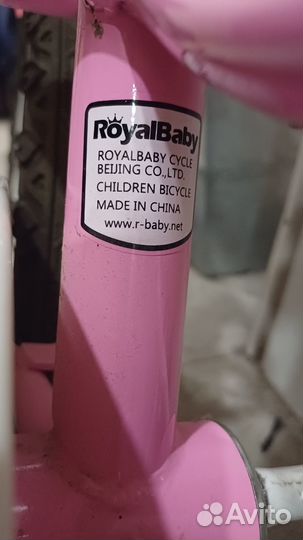 RoyalBaby
ROYALBABY CYCLE
BEIJING CO.,LTD.
CHILDREN BICYCLE
MADE IN CHINA
www.r-baby.net
Avito